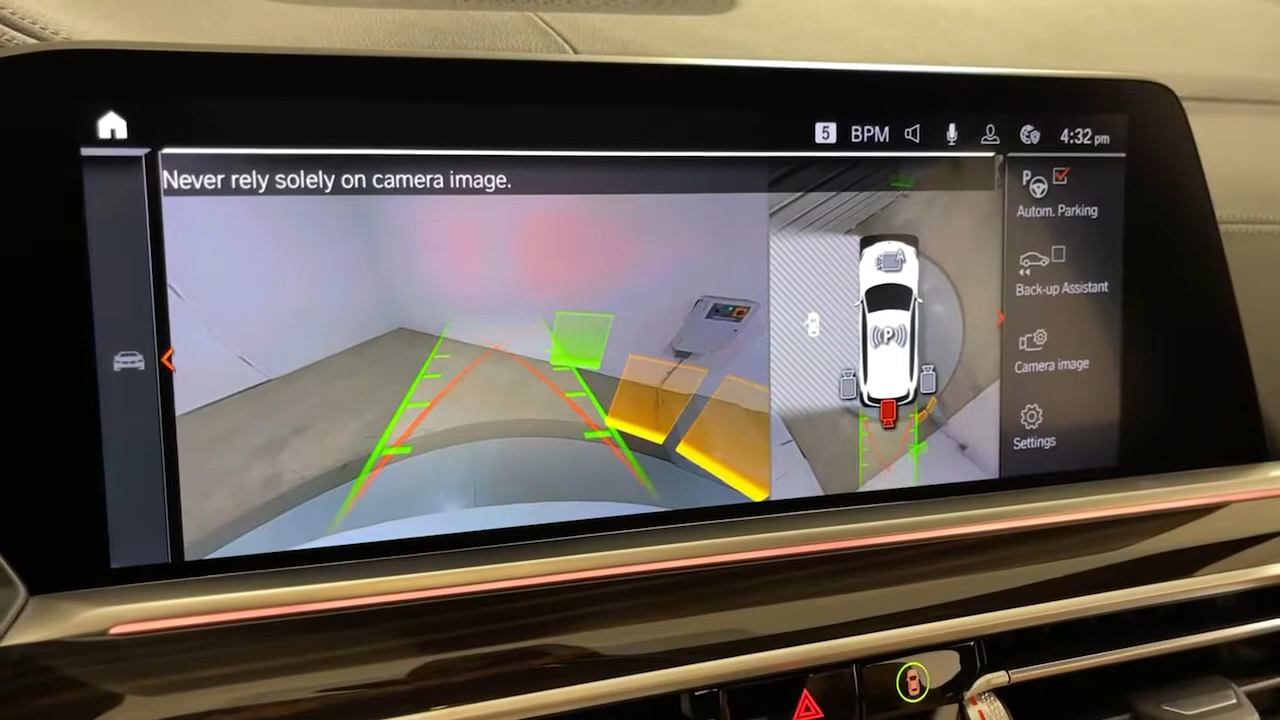 5 BPM 4:32 pm
Never rely solely on camera image.
P
Autom. Parking
A
Back-up Assistant
P
Camera image
Settings